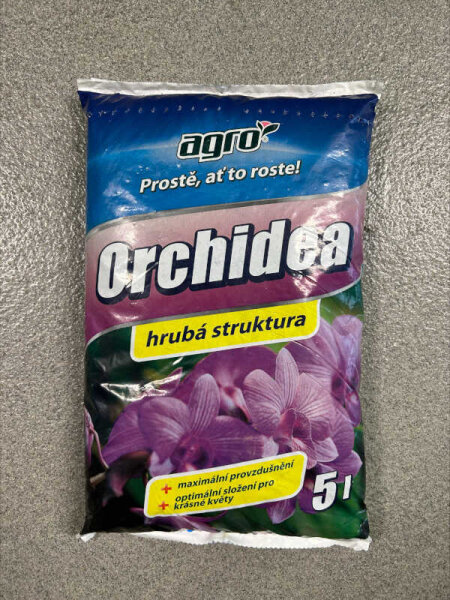 agro
Prostě, ať to roste!
Orchidea
hrubá struktura
+ maximální provzdušnění
+ optimální složení pro
krásné květy
5 l